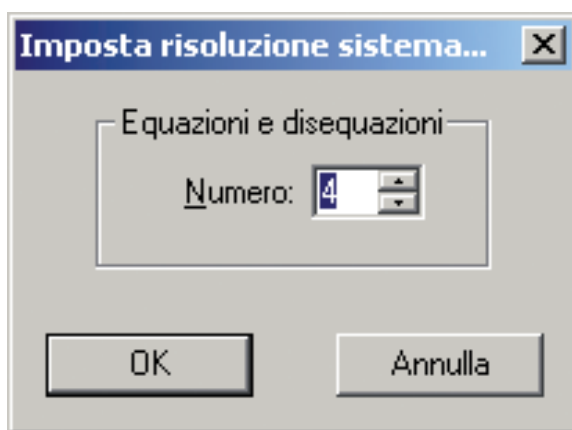 Imposta risoluzione sistema...
Equazioni e disequazioni
Numero: 4
OK Annulla